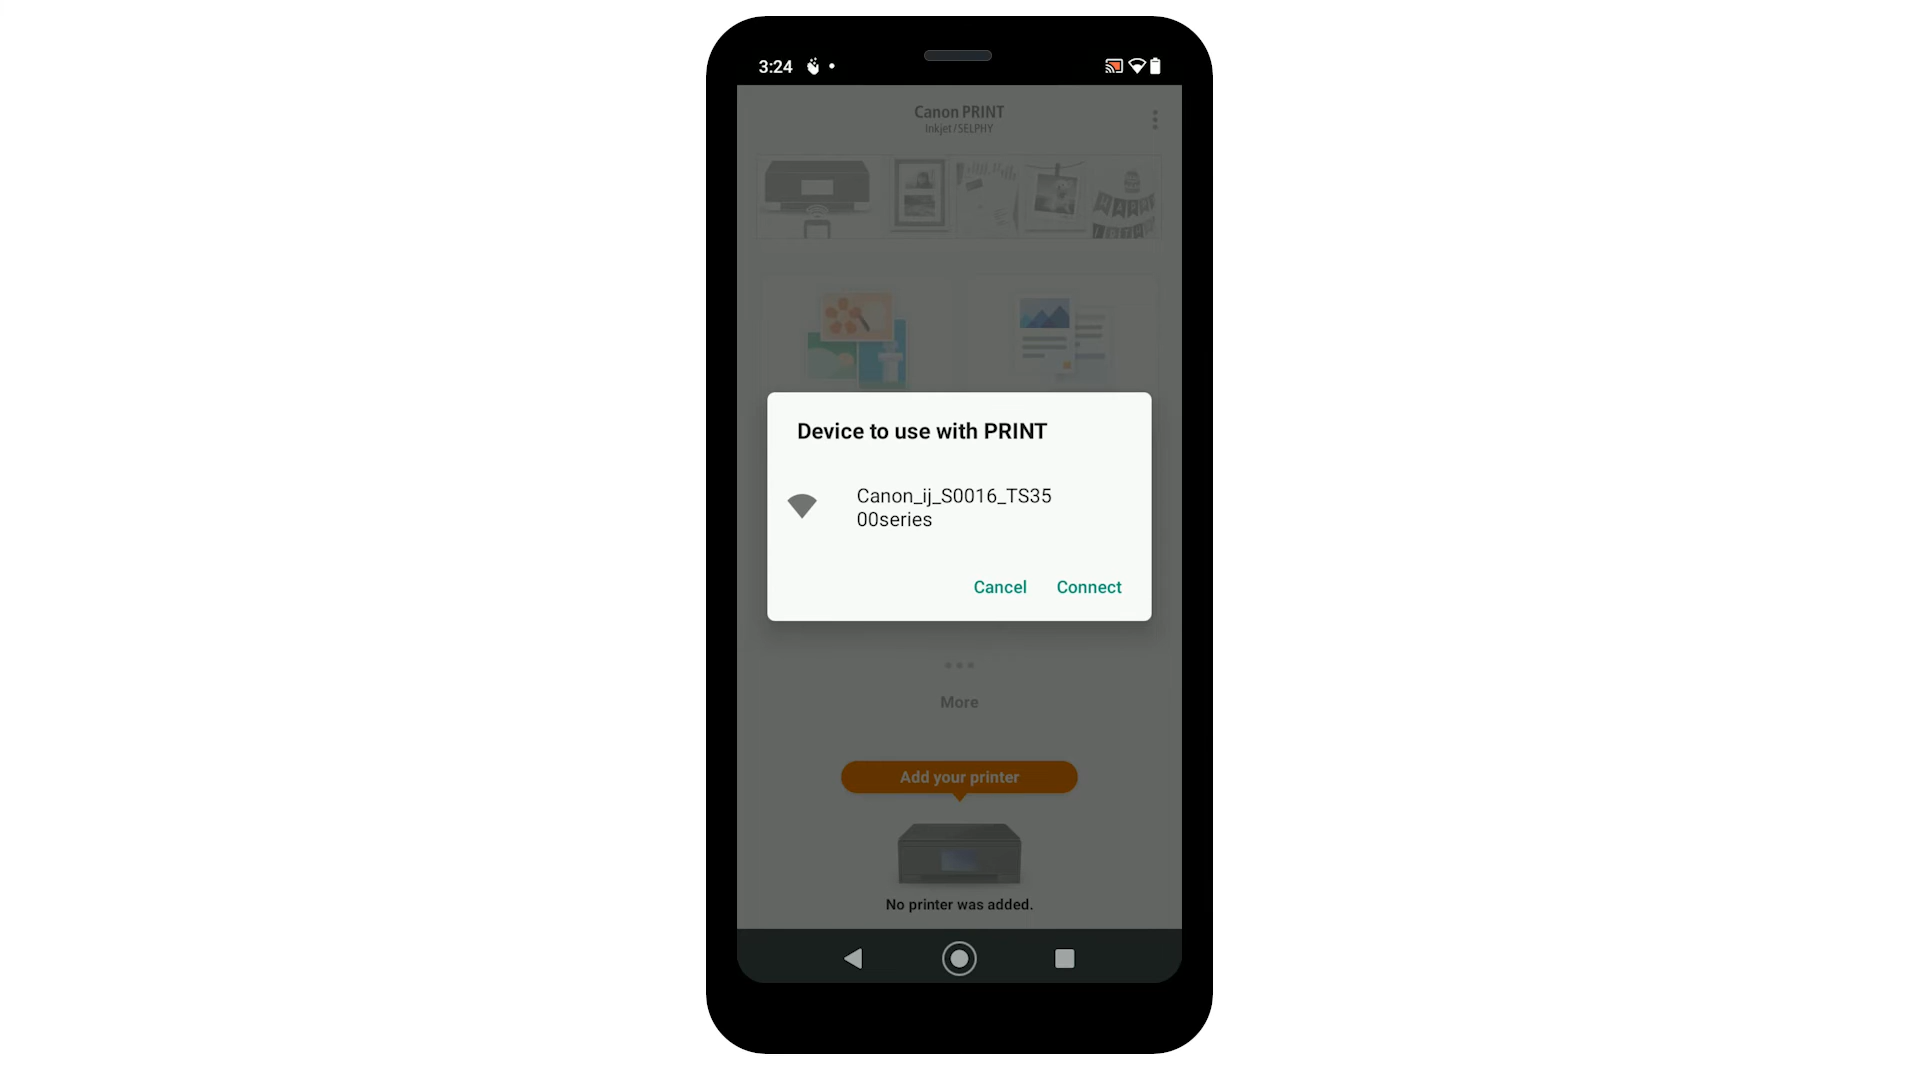 3:24
Canon PRINT
Inkjet/SELPHY
Device to use with PRINT
Canon_ij_S0016_TS35
00series
Cancel Connect
More
Add your printer
No printer was added.